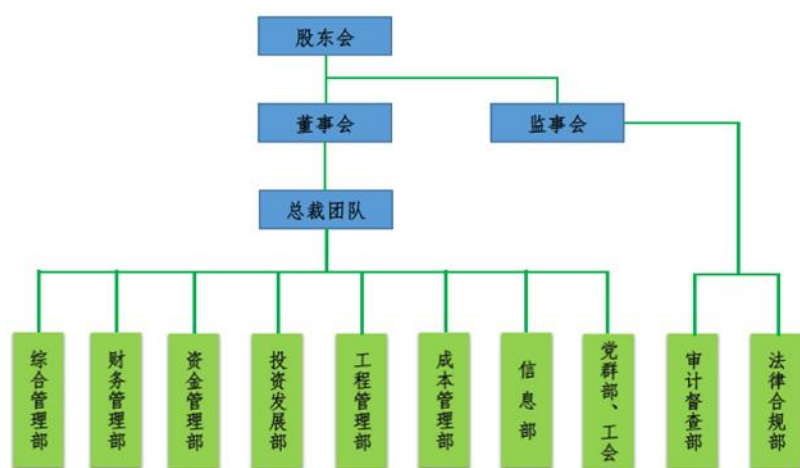 股东会
董事会
监事会
总裁团队
综合管理部
财务管理部
资金管理部
投资发展部
工程管理部
成本管理部
信息部
党群部、工会
审计督查部
法律合规部